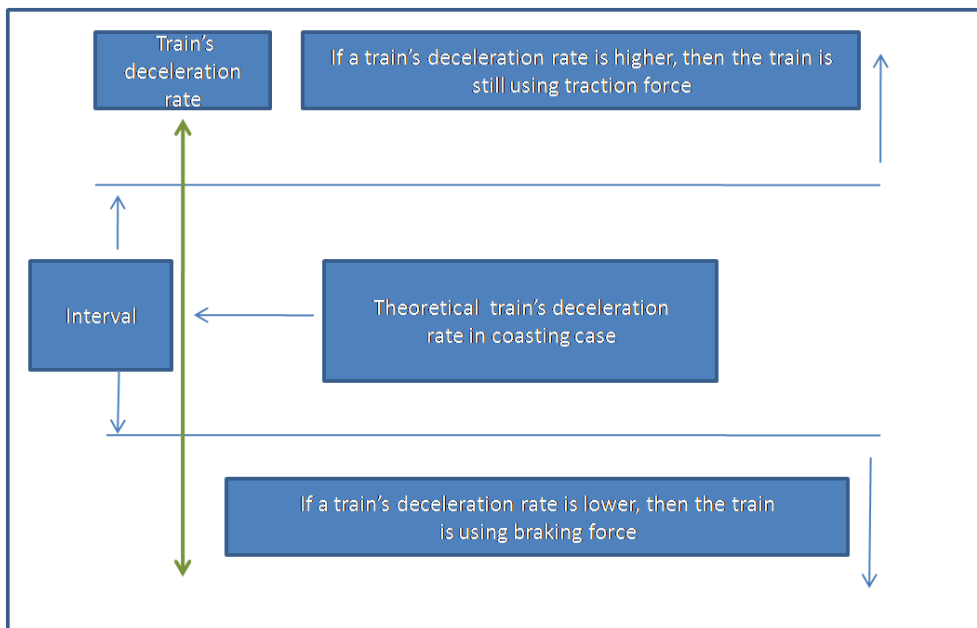 Train's
deceleration
rate
If a train's deceleration rate is higher, then the train is
still using traction force
Interval
Theoretical train's deceleration
rate in coasting case
If a train's deceleration rate is lower, then the train
is using braking force